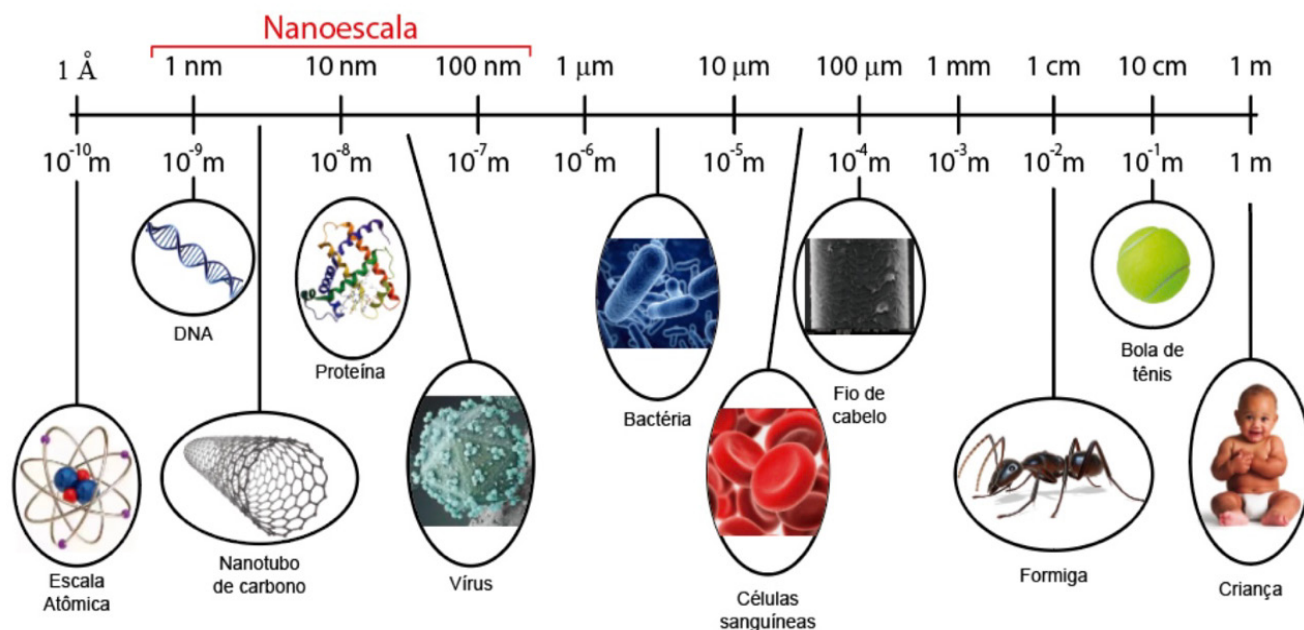 Nanoescala
1 Å 1 nm 10 nm 100 nm 1 μm 10 μm 100 μm 1 mm 1 cm 10 cm 1 m
10⁻¹⁰m 10⁻⁹m 10⁻⁸m 10⁻⁷m 10⁻⁶m 10⁻⁵m 10⁻⁴m 10⁻³m 10⁻²m 10⁻¹m 1 m
DNA
Proteína
Bactéria
Fio de
cabelo
Bola de
tênis
Escala
Atômica
Nanotubo
de carbono
Vírus
Células
sanguíneas
Formiga
Criança